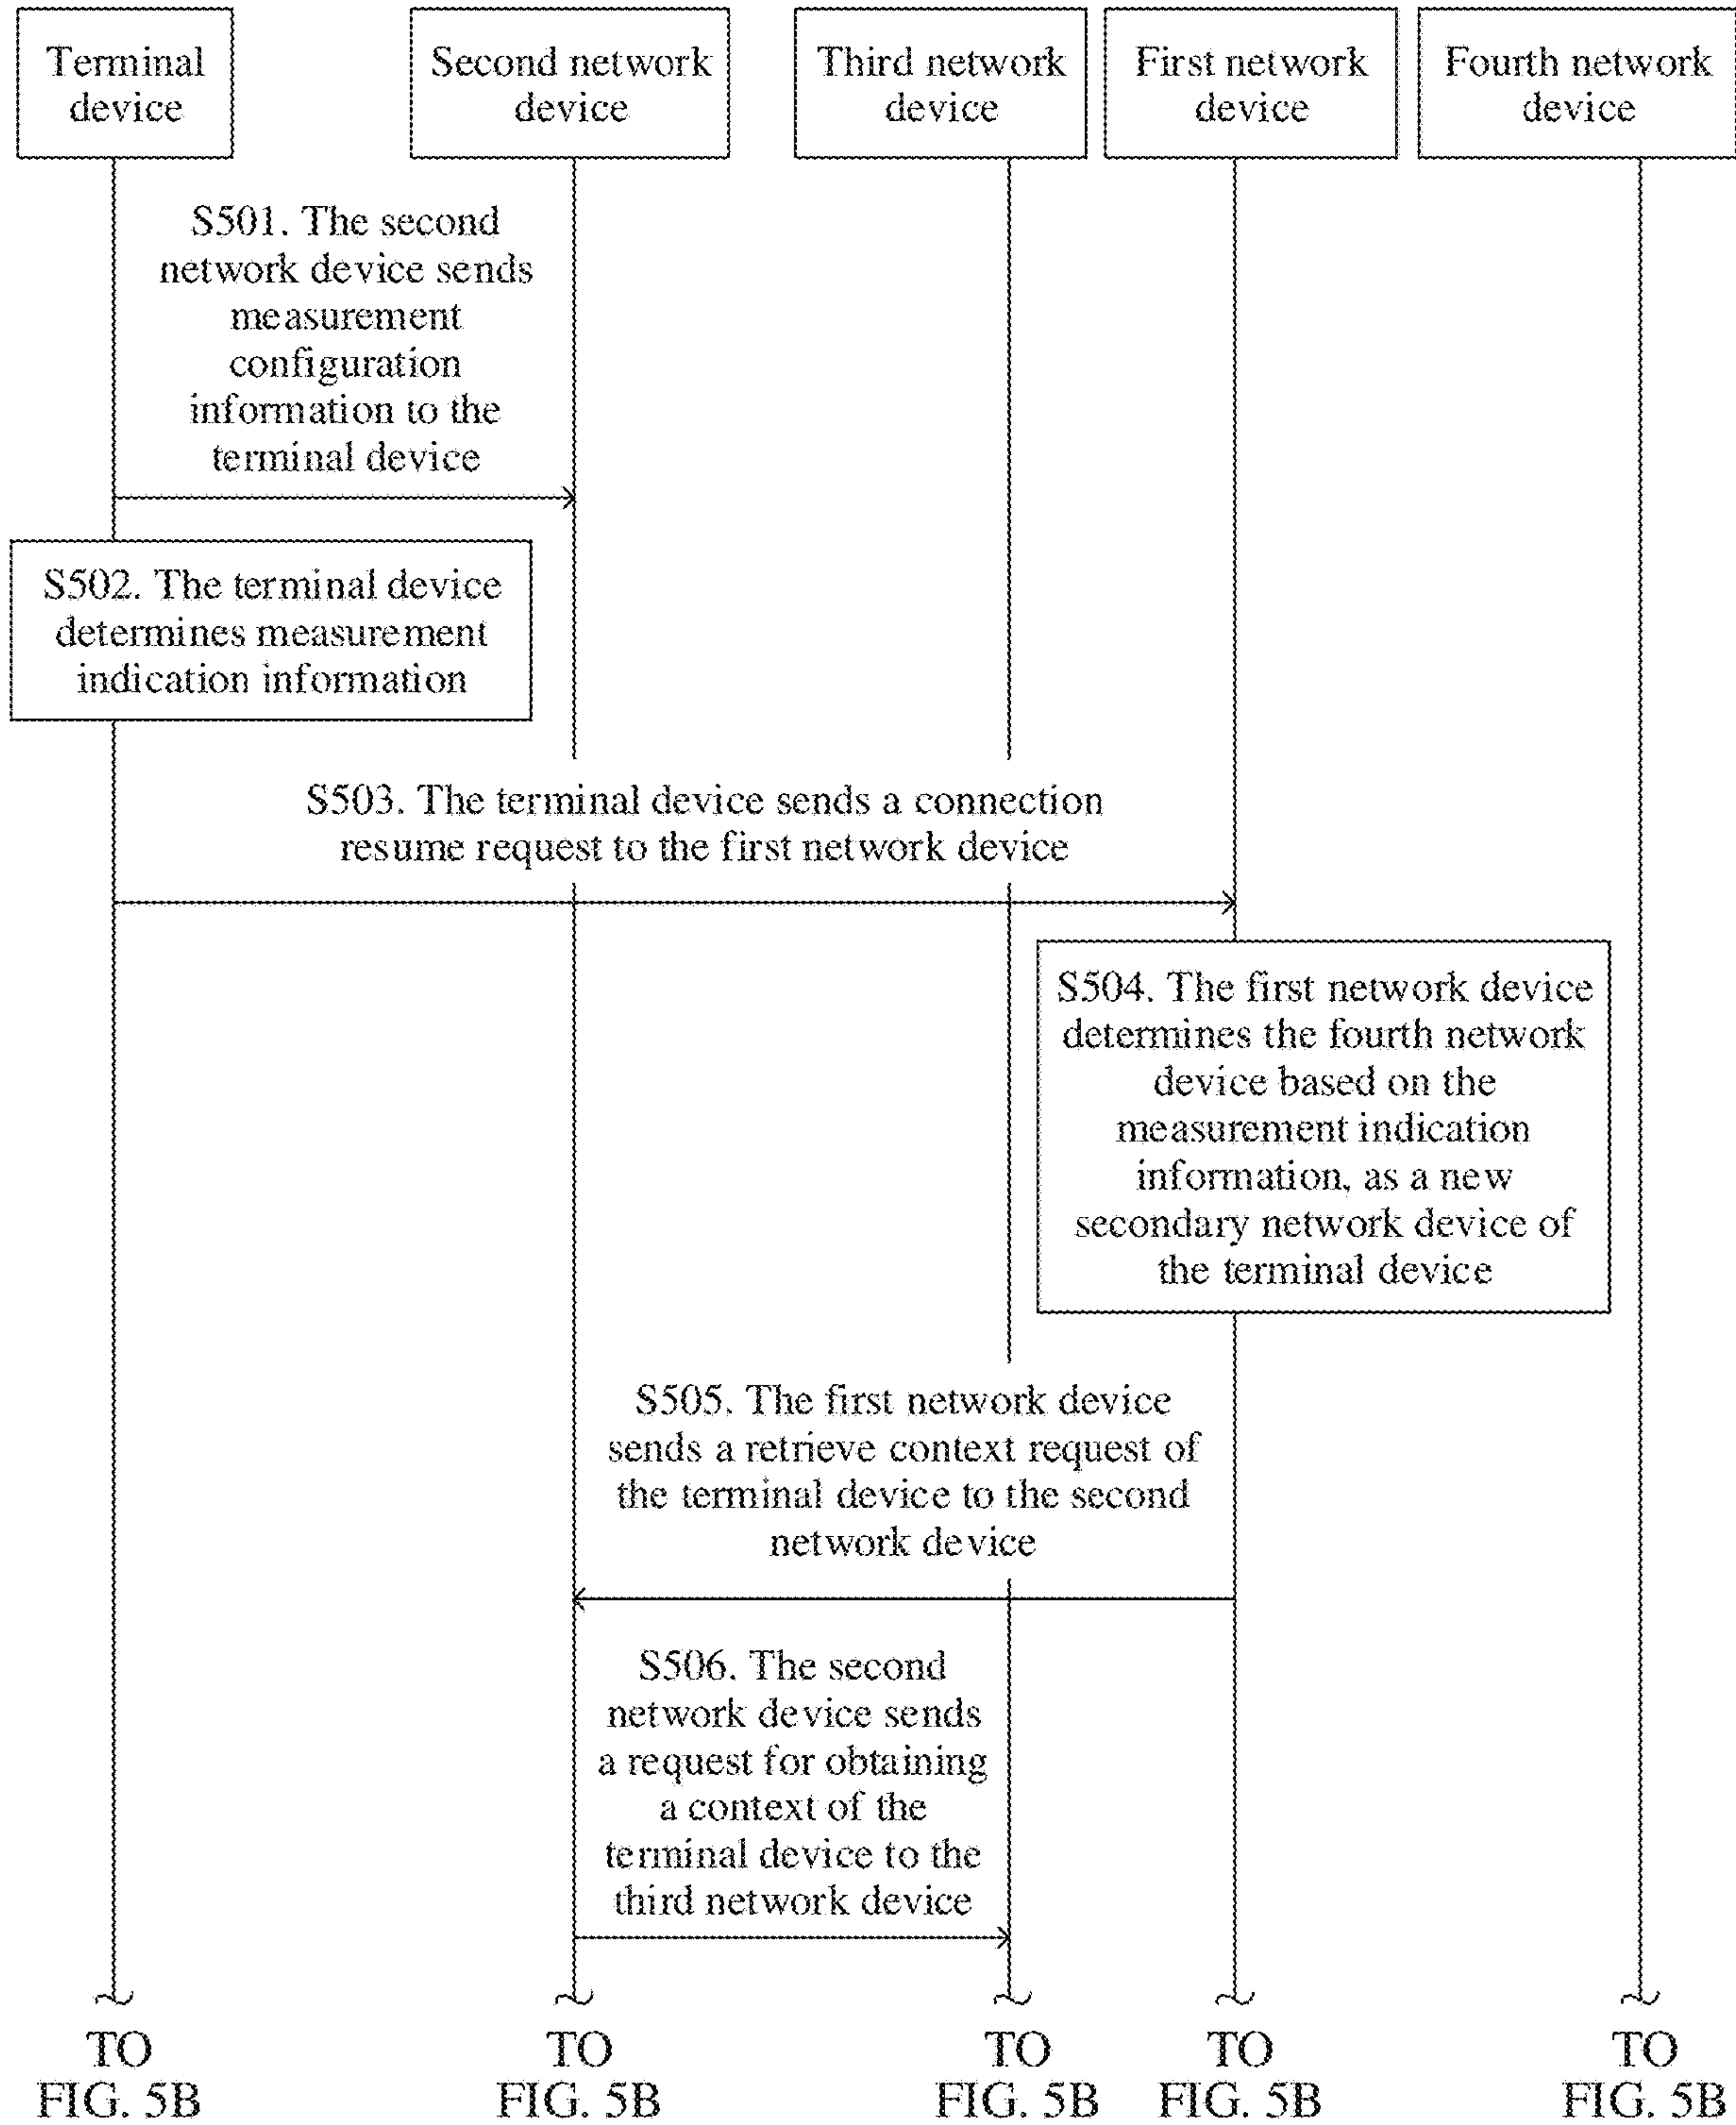 Terminal
device
Second network
device
Third network
device
First network
device
Fourth network
device
S501. The second
network device sends
measurement
configuration
information to the
terminal device
S502. The terminal device
determines measurement
indication information
S503. The terminal device sends a connection
resume request to the first network device
S504. The first network device
determines the fourth network
device based on the
measurement indication
information, as a new
secondary network device of
the terminal device
S505. The first network device
sends a retrieve context request of
the terminal device to the second
network device
S506. The second
network device sends
a request for obtaining
a context of the
terminal device to the
third network device
TO
FIG. 5B
TO
FIG. 5B
TO
FIG. 5B
TO
FIG. 5B
TO
FIG. 5B